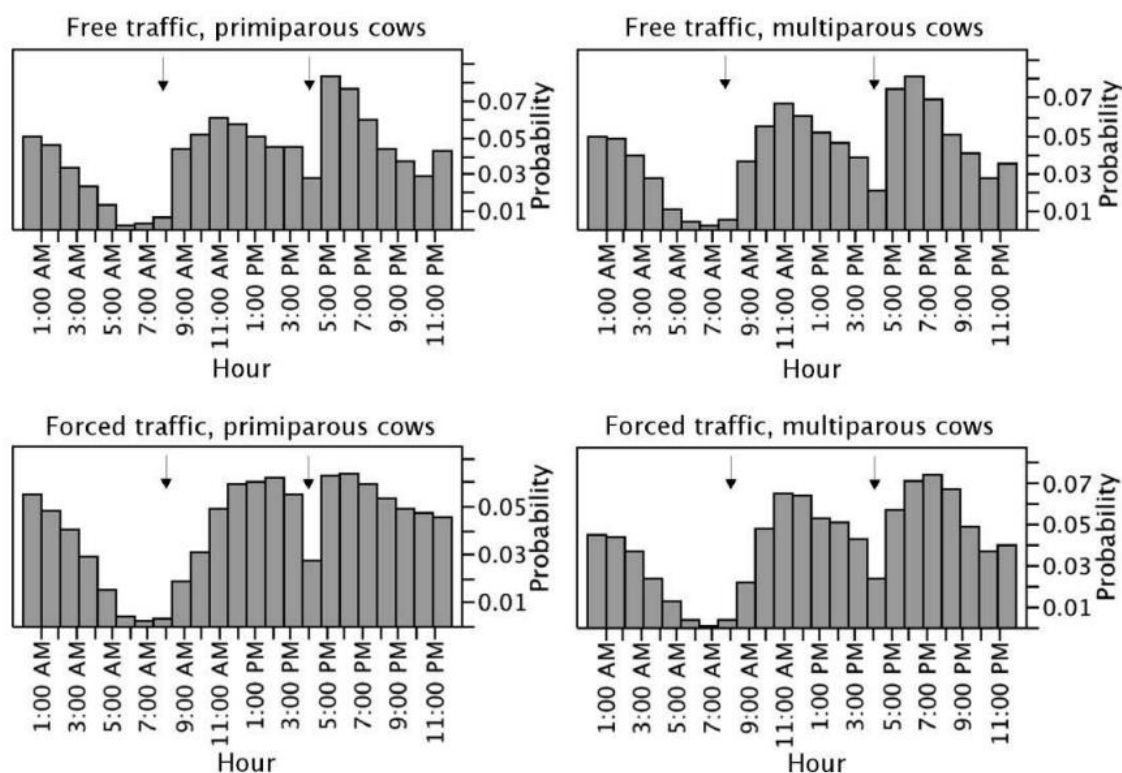 Free traffic, primiparous cows
0.07
0.05
0.03
0.01
Probability
1:00 AM
3:00 AM
5:00 AM
7:00 AM
9:00 AM
11:00 AM
1:00 PM
3:00 PM
5:00 PM
7:00 PM
9:00 PM
11:00 PM
Hour
Free traffic, multiparous cows
0.07
0.05
0.03
0.01
Probability
1:00 AM
3:00 AM
5:00 AM
7:00 AM
9:00 AM
11:00 AM
1:00 PM
3:00 PM
5:00 PM
7:00 PM
9:00 PM
11:00 PM
Hour
Forced traffic, primiparous cows
0.05
0.03
0.01
Probability
1:00 AM
3:00 AM
5:00 AM
7:00 AM
9:00 AM
11:00 AM
1:00 PM
3:00 PM
5:00 PM
7:00 PM
9:00 PM
11:00 PM
Hour
Forced traffic, multiparous cows
0.07
0.05
0.03
0.01
Probability
1:00 AM
3:00 AM
5:00 AM
7:00 AM
9:00 AM
11:00 AM
1:00 PM
3:00 PM
5:00 PM
7:00 PM
9:00 PM
11:00 PM
Hour